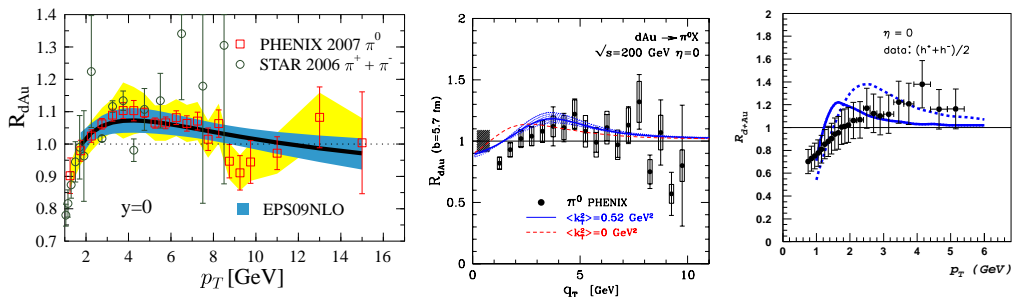 1.4
1.3
1.2
1.1
1.0
0.9
0.8
0.7
R_dAu
PHENIX 2007 π⁰
STAR 2006 π⁺ + π⁻
y=0
EPS09NLO
2 4 6 8 10 12 14 16
p_T [GeV]
2
1.5
1
0.5
0
R_dAu (b=5.7 fm)
dAu → π⁰X
√s=200 GeV η=0
π⁰ PHENIX
<k²_T>=0.52 GeV²
<k²_T>=0 GeV²
0 5 10
q_T [GeV]
2
1.8
1.6
1.4
1.2
1
0.8
0.6
0.4
0.2
0
R_d+Au
η = 0
data: (h⁺+h⁻)/2
0 1 2 3 4 5 6
p_T (GeV)